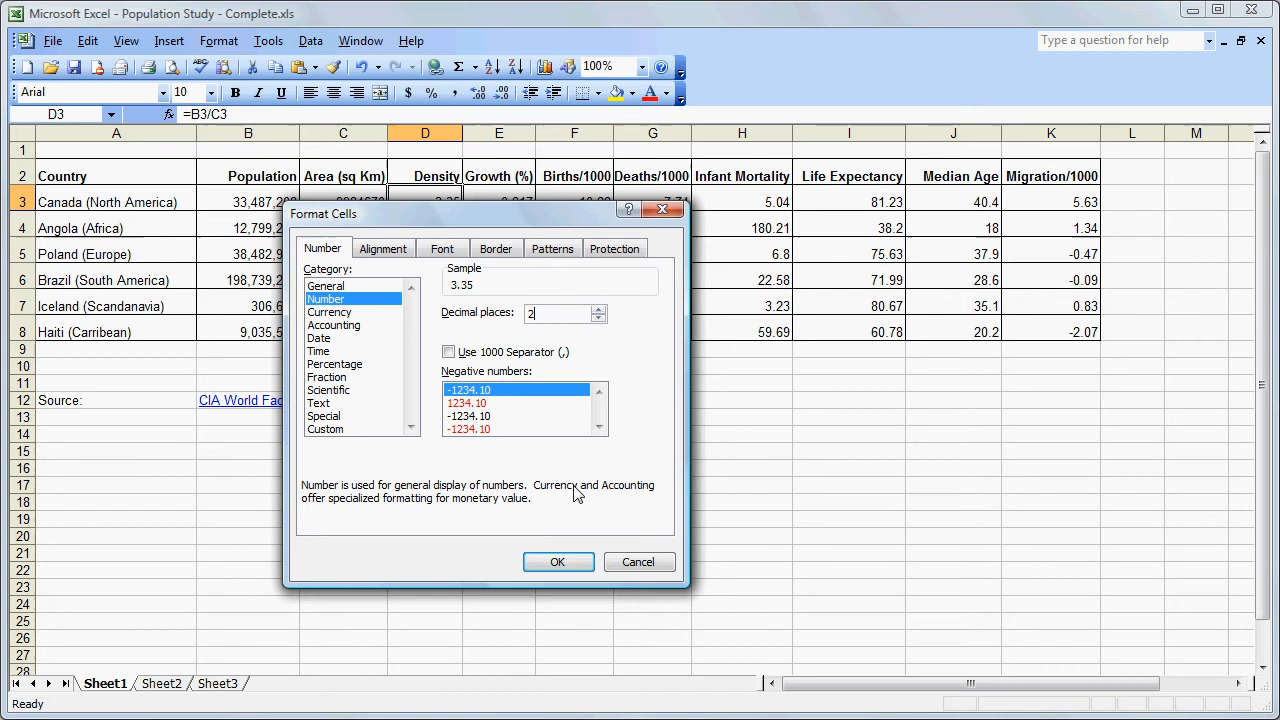 Microsoft Excel - Population Study - Complete.xls
File Edit View Insert Format Tools Data Window Help Type a question for help
100%
Arial 10 B I U $ % ,
D3 fx =B3/C3
A B C D E F G H I J K L M
1
2 Country Population Area (sq Km) Density Growth (%) Births/1000 Deaths/1000 Infant Mortality Life Expectancy Median Age Migration/1000
3 Canada (North America) 33,487,20 5.04 81.23 40.4 5.63
4 Angola (Africa) 12,799,2 180.21 38.2 18 1.34
5 Poland (Europe) 38,482,9 6.8 75.63 37.9 -0.47
6 Brazil (South America) 198,739,2 22.58 71.99 28.6 -0.09
7 Iceland (Scandanavia) 306,6 3.23 80.67 35.1 0.83
8 Haiti (Carribean) 9,035,5 59.69 60.78 20.2 -2.07
9
10
11
12 Source: CIA World Fac
13
14
15
16
17
18
19
20
21
22
23
24
25
26
27
28
Format Cells
Number Alignment Font Border Patterns Protection
Category:
General
Number
Currency
Accounting
Date
Time
Percentage
Fraction
Scientific
Text
Special
Custom
Sample
3.35
Decimal places: 2
Use 1000 Separator (,)
Negative numbers:
-1234.10
1234.10
-1234.10
-1234.10
Number is used for general display of numbers. Currency and Accounting
offer specialized formatting for monetary value.
OK Cancel
Sheet1 Sheet2 Sheet3
Ready